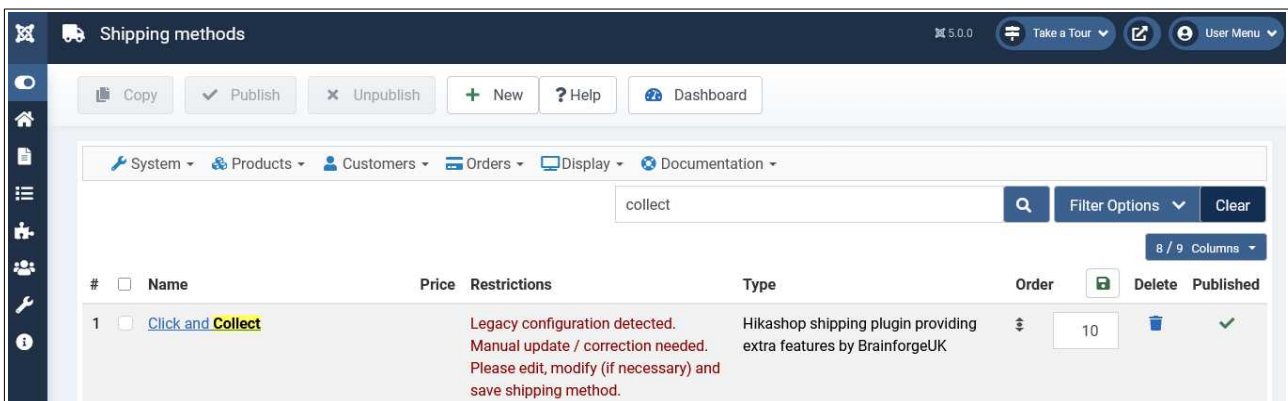 Shipping methods
5.0.0
Take a Tour
User Menu
Copy
Publish
Unpublish
New
? Help
Dashboard
System
Products
Customers
Orders
Display
Documentation
collect
Filter Options
Clear
8 / 9 Columns
# Name Price Restrictions Type Order Delete Published
1 Click and Collect
Legacy configuration detected.
Manual update / correction needed.
Please edit, modify (if necessary) and
save shipping method.
Hikashop shipping plugin providing
extra features by BrainforgeUK
10